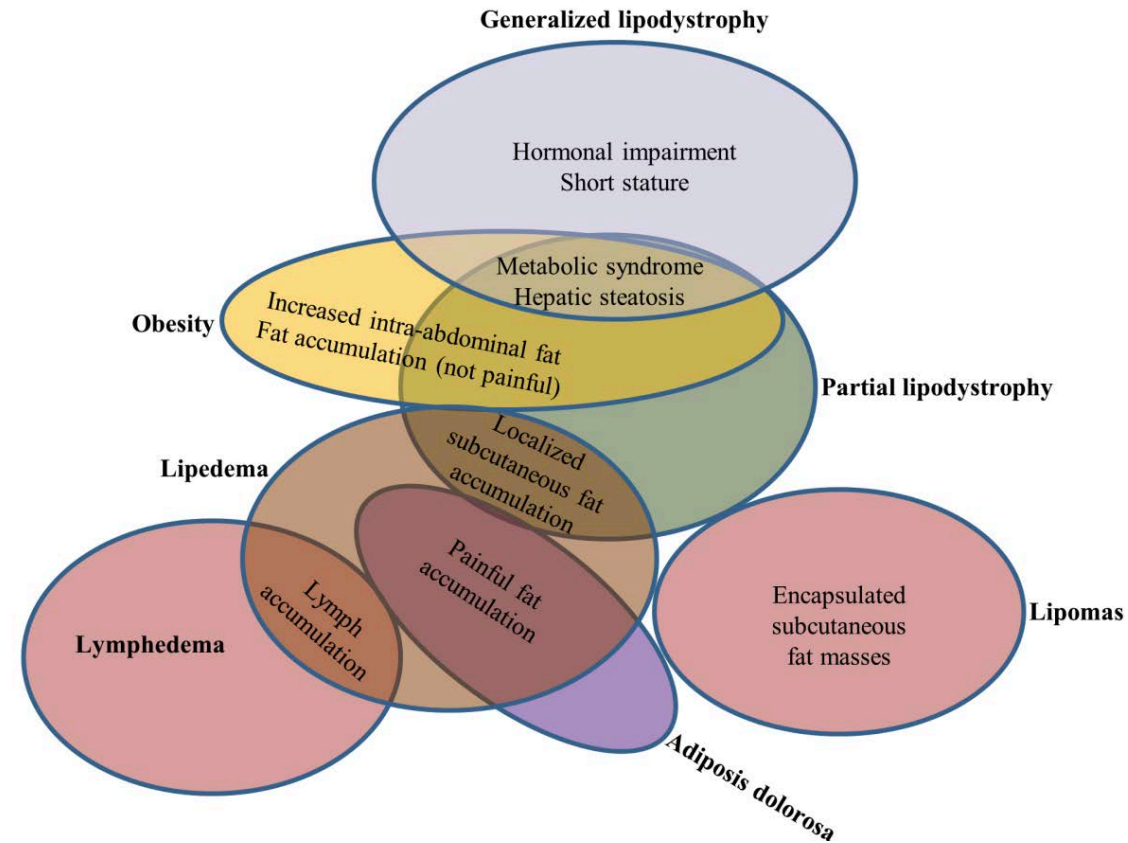 Generalized lipodystrophy
Hormonal impairment
Short stature
Metabolic syndrome
Hepatic steatosis
Obesity
Increased intra-abdominal fat
Fat accumulation (not painful)
Partial lipodystrophy
Lipedema
Localized
subcutaneous fat
accumulation
Painful fat
accumulation
Lymph
accumulation
Lymphedema
Encapsulated
subcutaneous
fat masses
Lipomas
Adiposis dolorosa